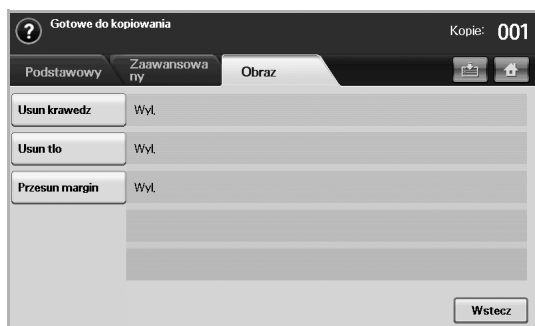 ? Gotowe do kopiowania
Kopie: 001
Podstawowy
Zaawansowa
ny
Obraz
Usun krawedz
Wył.
Usun tlo
Wył.
Przesun margin
Wył.
Wstecz